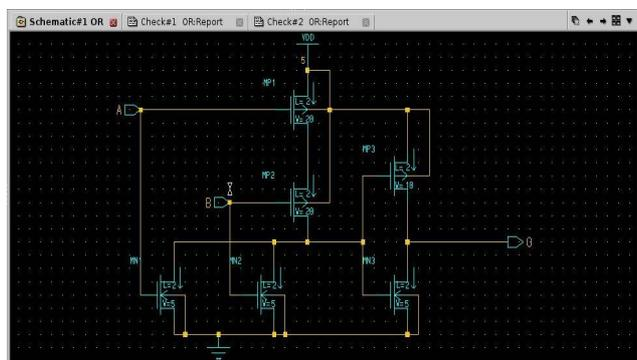 Schematic#1 OR
Check#1 OR:Report
Check#2 OR:Report
VDD
5
MP1
L=2
W=20
A
MP3
L=2
W=10
MP2
L=2
W=20
B
O
MN1
L=2
W=5
MN2
L=2
W=5
MN3
L=2
W=5